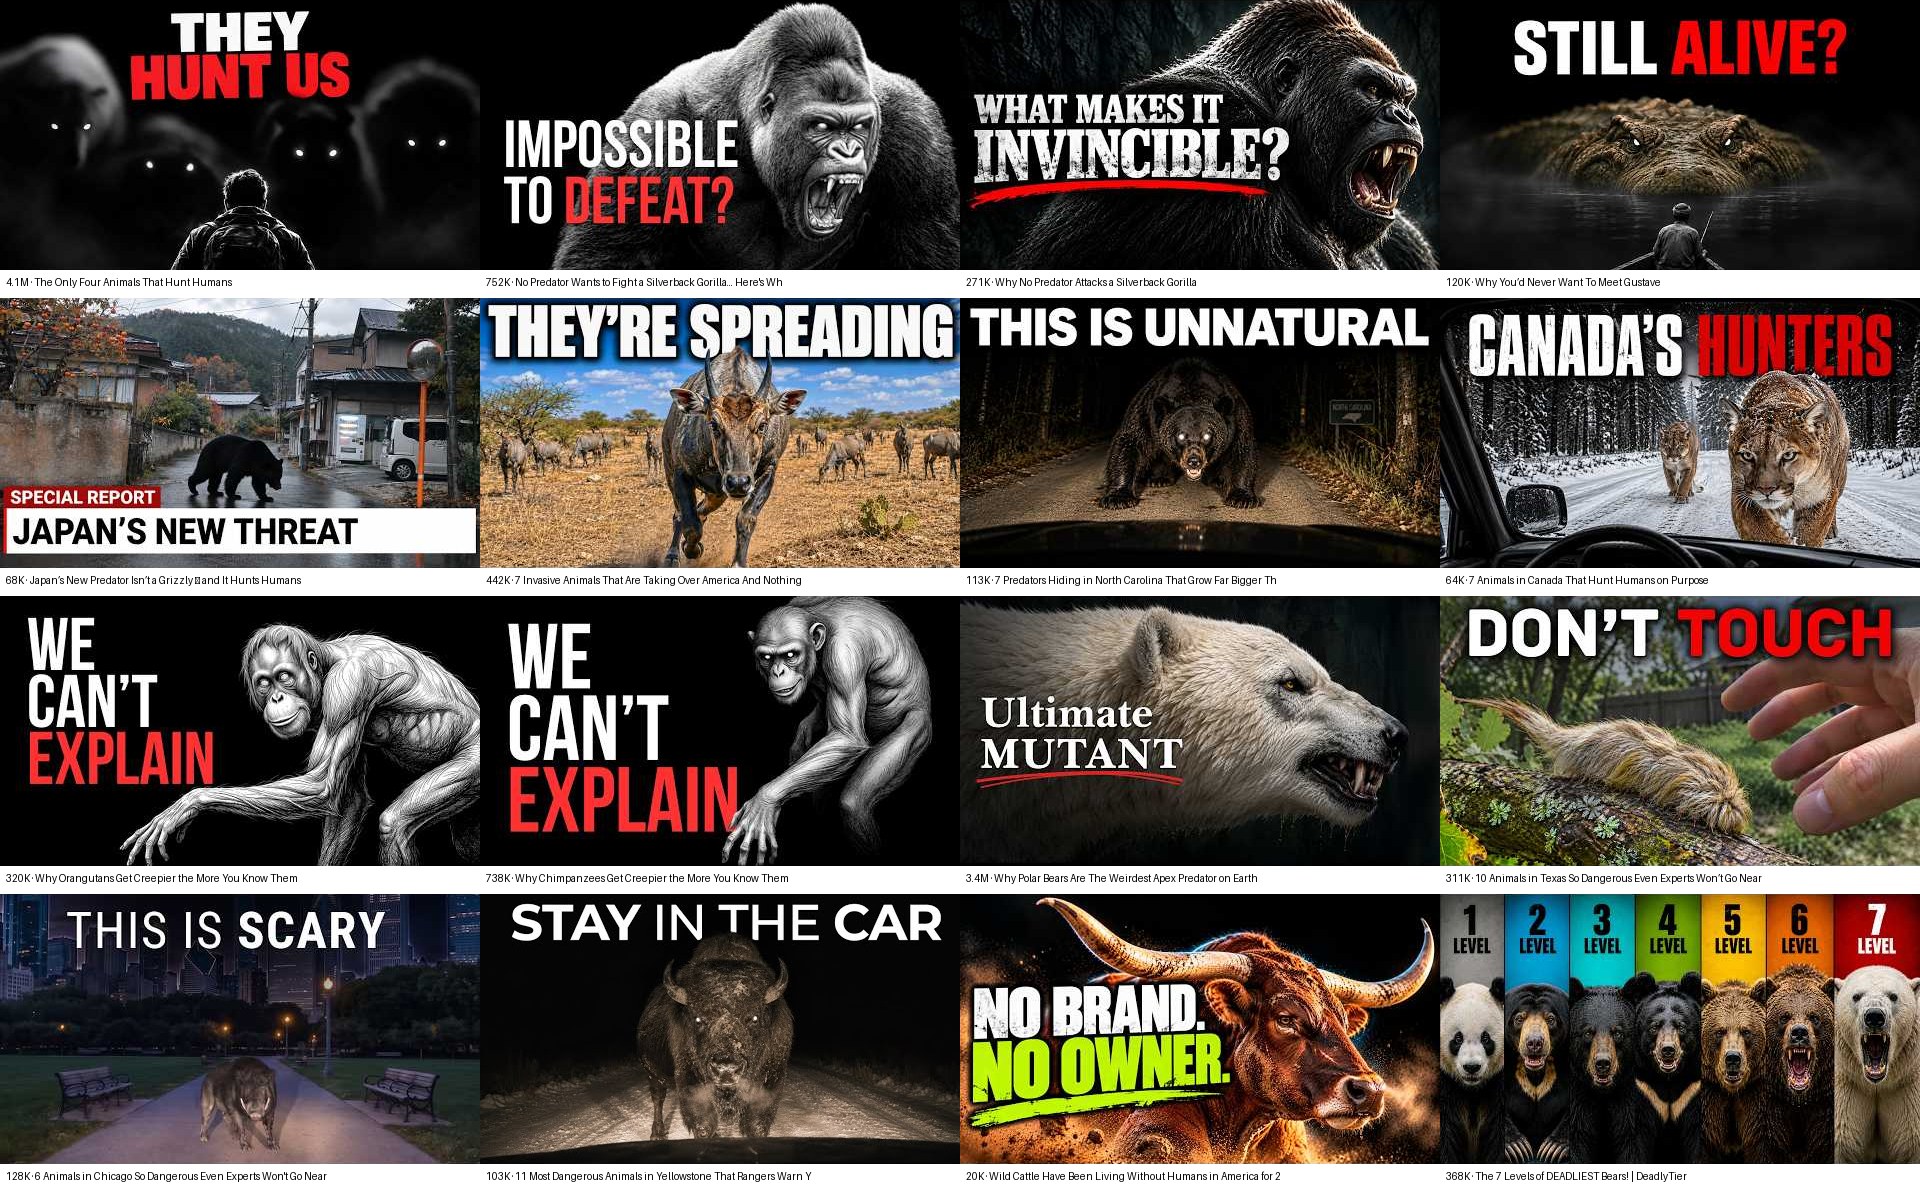 THEY
HUNT US
4.1M · The Only Four Animals That Hunt Humans
IMPOSSIBLE
TO DEFEAT?
752K · No Predator Wants to Fight a Silverback Gorilla... Here's Wh
WHAT MAKES IT
INVINCIBLE?
271K · Why No Predator Attacks a Silverback Gorilla
STILL ALIVE?
120K · Why You'd Never Want To Meet Gustave
SPECIAL REPORT
JAPAN'S NEW THREAT
68K · Japan's New Predator Isn't a Grizzly and It Hunts Humans
THEY'RE SPREADING
442K · 7 Invasive Animals That Are Taking Over America And Nothing
THIS IS UNNATURAL
NORTH CAROLINA
113K · 7 Predators Hiding in North Carolina That Grow Far Bigger Th
CANADA'S HUNTERS
64K · 7 Animals in Canada That Hunt Humans on Purpose
WE
CAN'T
EXPLAIN
320K · Why Orangutans Get Creepier the More You Know Them
WE
CAN'T
EXPLAIN
738K · Why Chimpanzees Get Creepier the More You Know Them
Ultimate
MUTANT
3.4M · Why Polar Bears Are The Weirdest Apex Predator on Earth
DON'T TOUCH
311K · 10 Animals in Texas So Dangerous Even Experts Won't Go Near
THIS IS SCARY
128K · 6 Animals in Chicago So Dangerous Even Experts Won't Go Near
STAY IN THE CAR
103K · 11 Most Dangerous Animals in Yellowstone That Rangers Warn Y
NO BRAND.
NO OWNER.
20K · Wild Cattle Have Been Living Without Humans in America for 2
1 LEVEL
2 LEVEL
3 LEVEL
4 LEVEL
5 LEVEL
6 LEVEL
7 LEVEL
368K · The 7 Levels of DEADLIEST Bears! | DeadlyTier